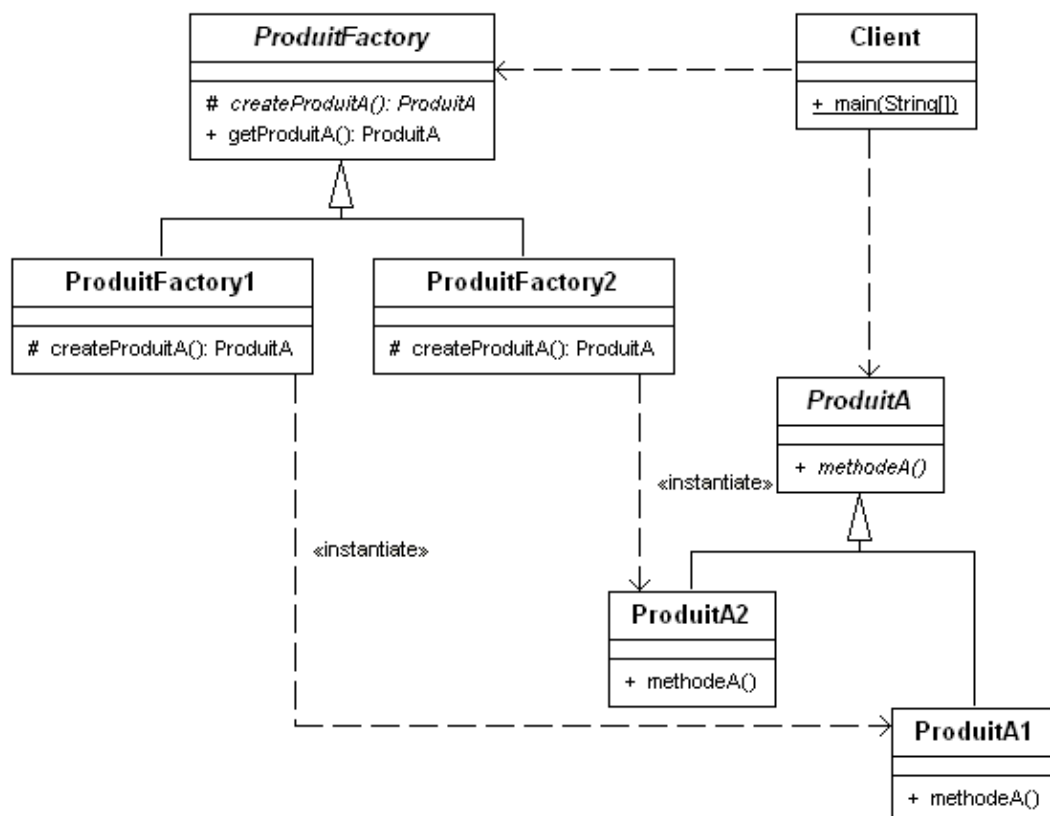 ProduitFactory
# createProduitA(): ProduitA
+ getProduitA(): ProduitA
Client
+ main(String[])
ProduitFactory1
# createProduitA(): ProduitA
ProduitFactory2
# createProduitA(): ProduitA
ProduitA
+ methodeA()
«instantiate»
«instantiate»
ProduitA2
+ methodeA()
ProduitA1
+ methodeA()